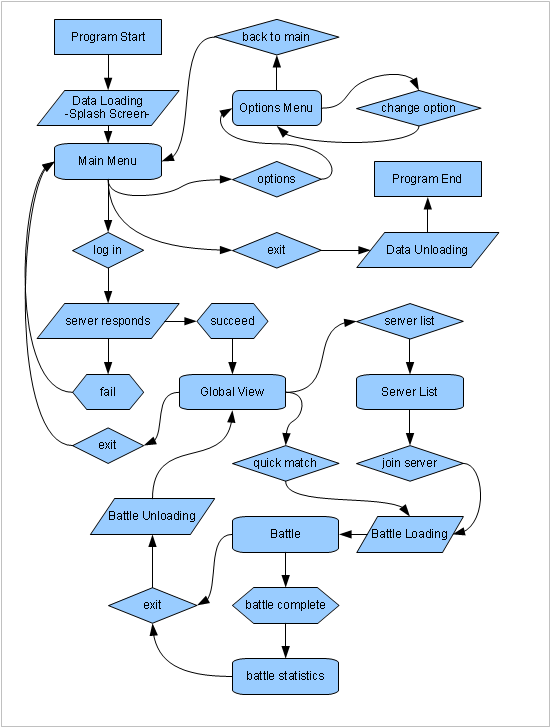 Program Start
back to main
Data Loading
-Splash Screen-
Options Menu
change option
Main Menu
options
Program End
log in
exit
Data Unloading
server responds
succeed
server list
fail
Global View
Server List
exit
quick match
join server
Battle Unloading
Battle
Battle Loading
exit
battle complete
battle statistics